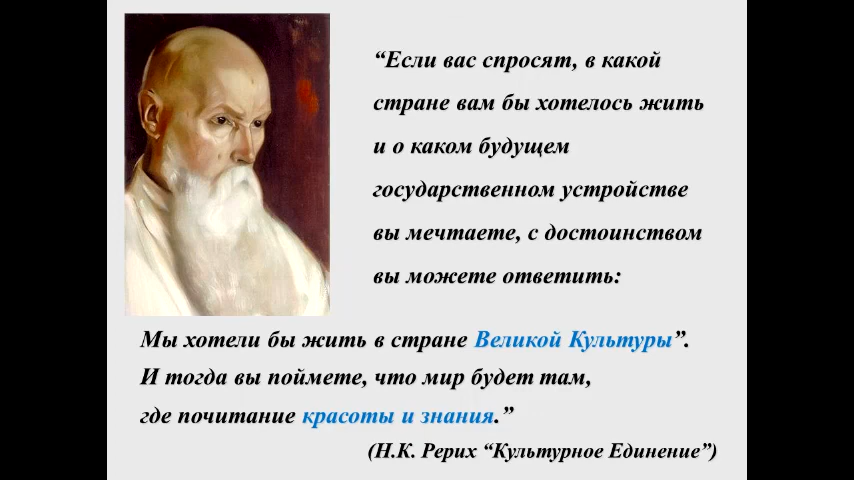 “Если вас спросят, в какой
стране вам бы хотелось жить
и о каком будущем
государственном устройстве
вы мечтаете, с достоинством
вы можете ответить:
Мы хотели бы жить в стране Великой Культуры”.
И тогда вы поймете, что мир будет там,
где почитание красоты и знания.”
(Н.К. Рерих “Культурное Единение”)